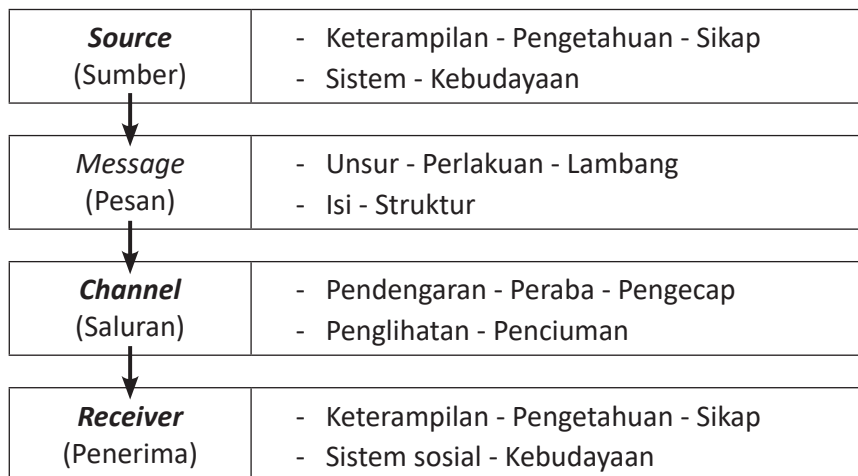 Source - Keterampilan - Pengetahuan - Sikap
(Sumber) - Sistem - Kebudayaan
Message - Unsur - Perlakuan - Lambang
(Pesan) - Isi - Struktur
Channel - Pendengaran - Peraba - Pengecap
(Saluran) - Penglihatan - Penciuman
Receiver - Keterampilan - Pengetahuan - Sikap
(Penerima) - Sistem sosial - Kebudayaan